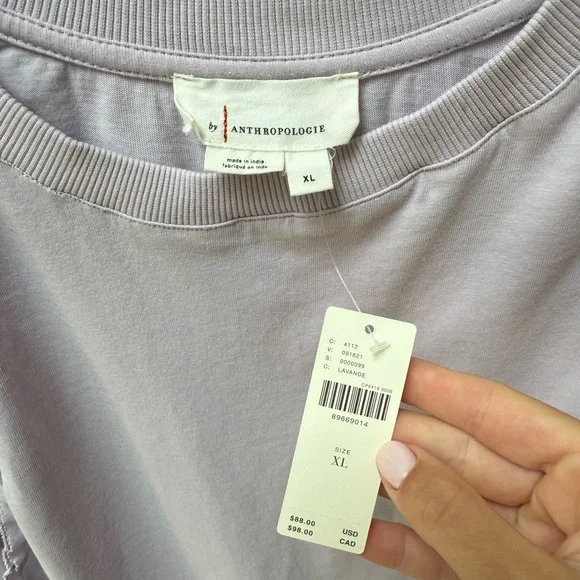 by ANTHROPOLOGIE
made in india
fabriqué en inde
XL
C: 4112
V: 091621
S: 0000099
C: LAVANDE
89669014
SIZE
XL
$88.00 USD
$98.00 CAD